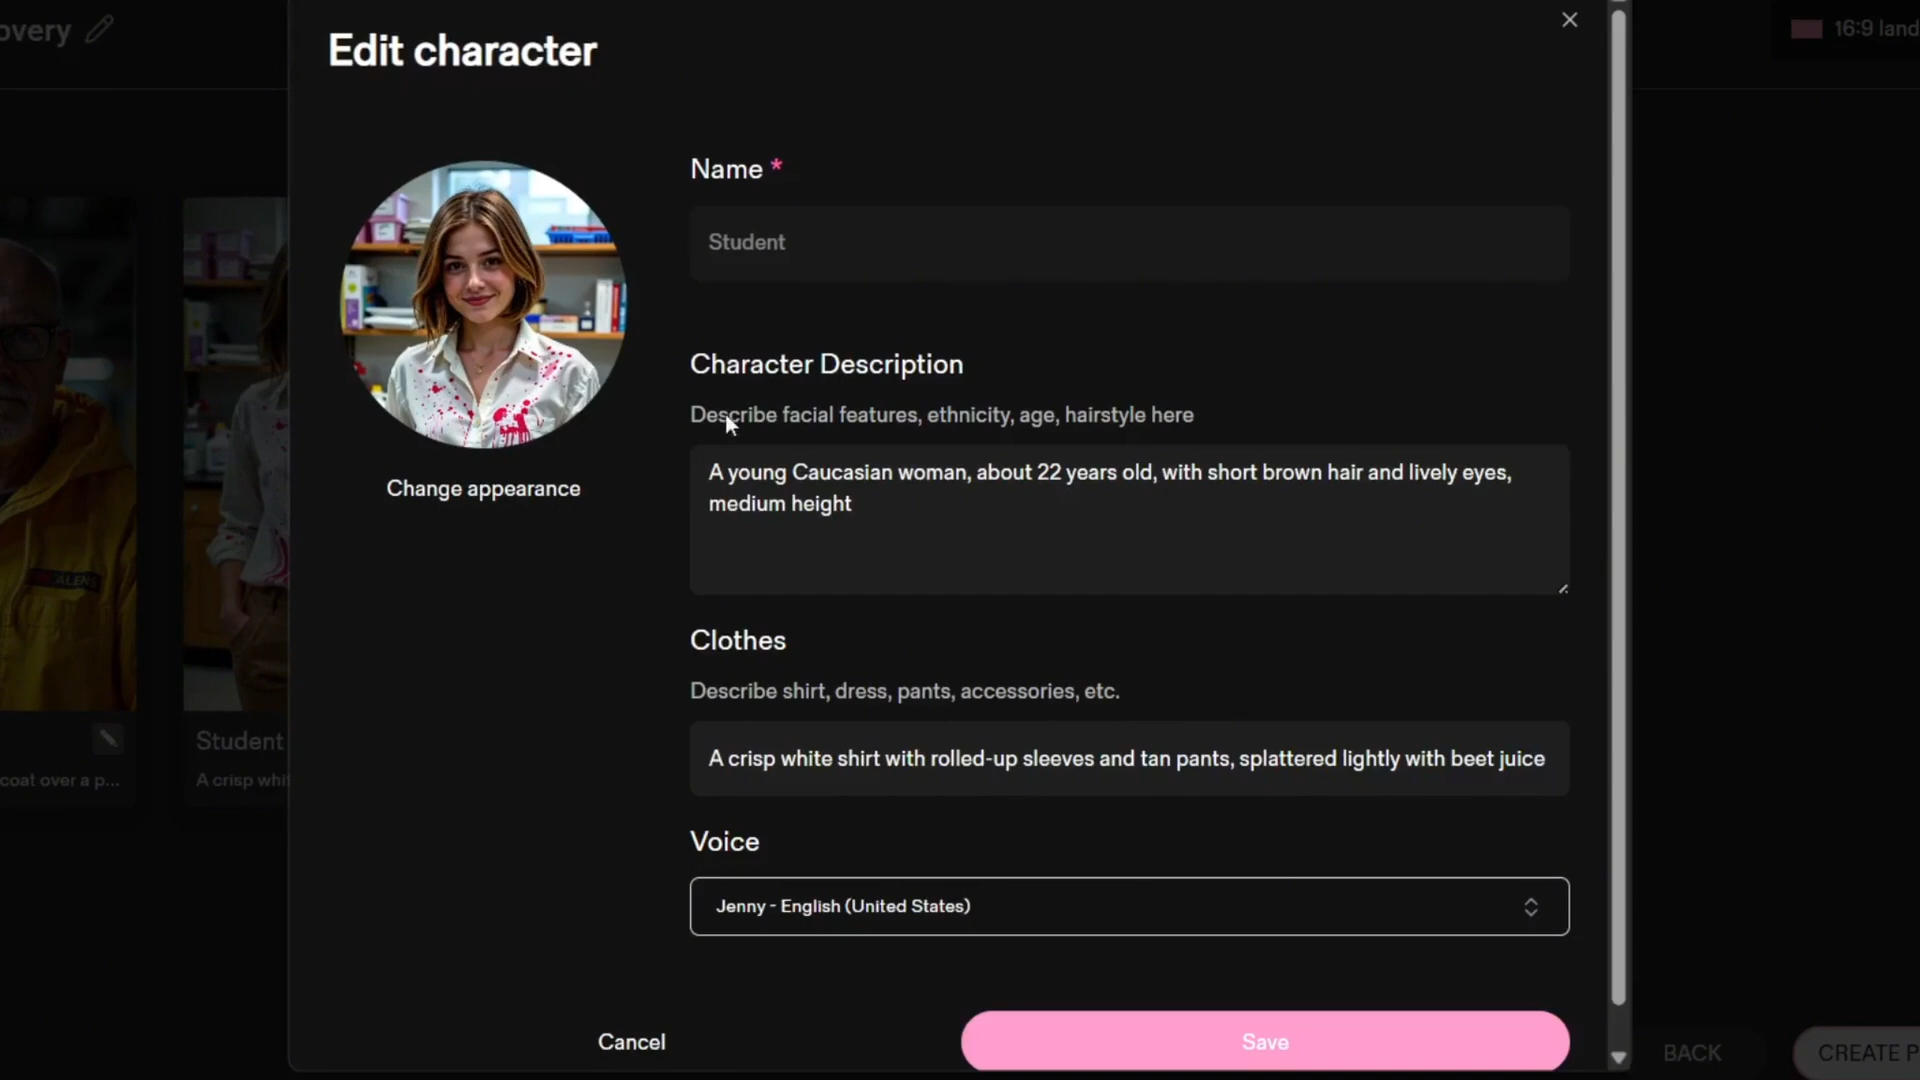 overy
16:9 land
Edit character
Name *
Student
Character Description
Describe facial features, ethnicity, age, hairstyle here
A young Caucasian woman, about 22 years old, with short brown hair and lively eyes,
medium height
Change appearance
Clothes
Describe shirt, dress, pants, accessories, etc.
A crisp white shirt with rolled-up sleeves and tan pants, splattered lightly with beet juice
Student
coat over a p...
A crisp whi
Voice
Jenny - English (United States)
Cancel
Save
BACK
CREATE P